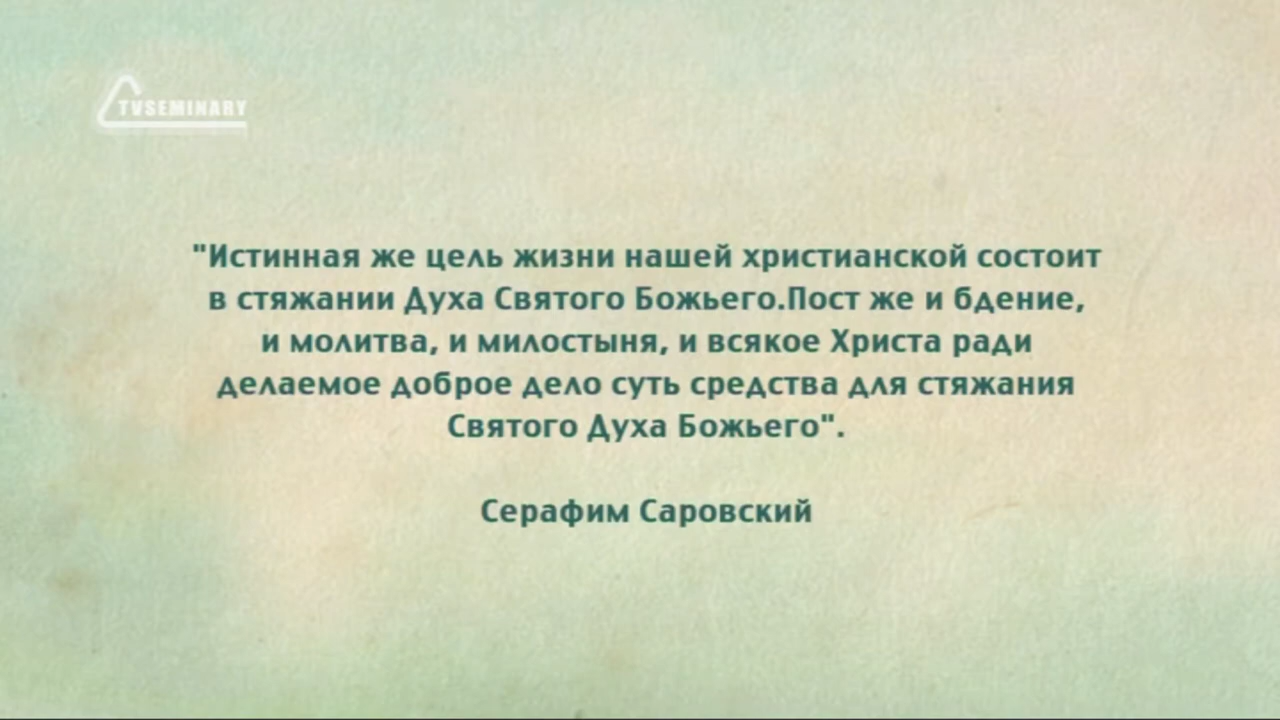 TVSEMINARY
"Истинная же цель жизни нашей христианской состоит
в стяжании Духа Святого Божьего.Пост же и бдение,
и молитва, и милостыня, и всякое Христа ради
делаемое доброе дело суть средства для стяжания
Святого Духа Божьего".
Серафим Саровский